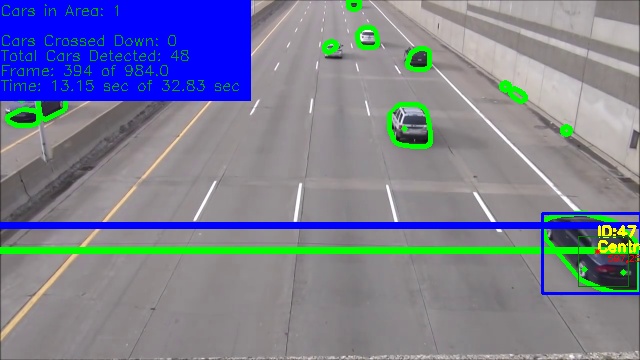 Cars in Area: 1
Cars Crossed Down: 0
Total Cars Detected: 48
Frame: 394 of 984.0
Time: 13.15 sec of 32.83 sec
ID:47
Centr